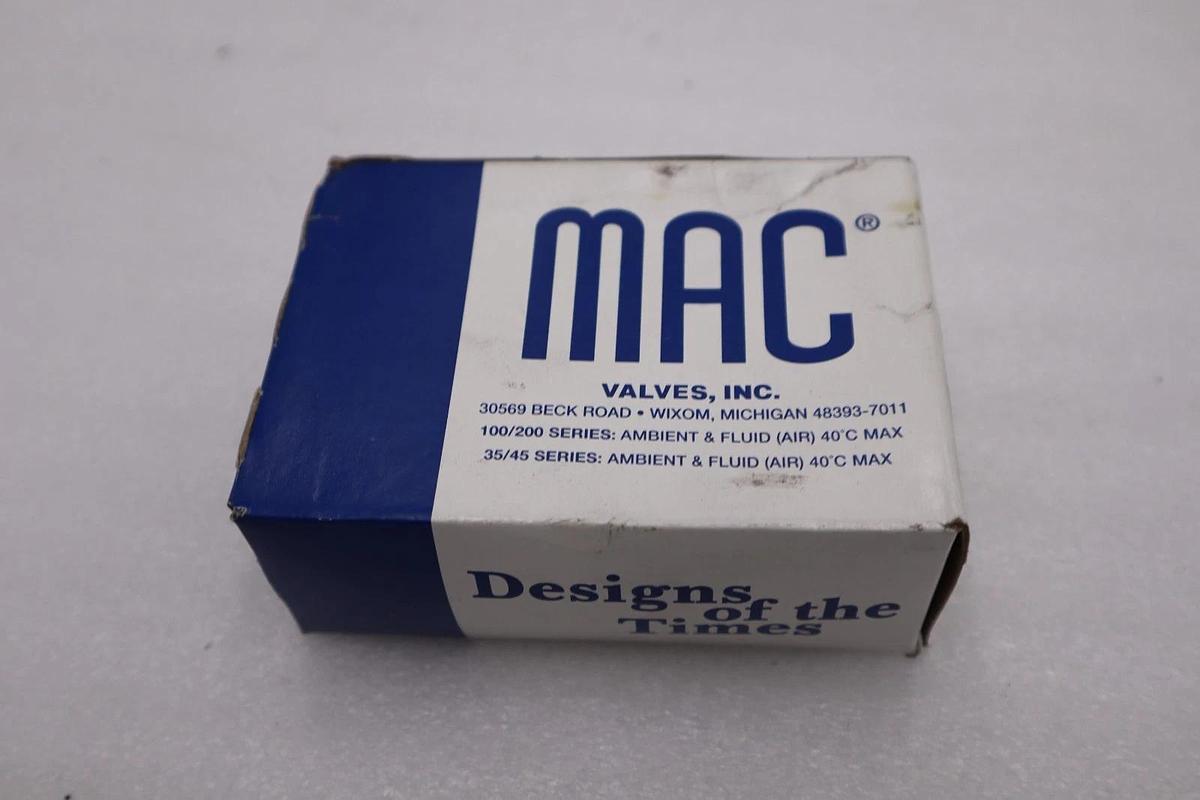 MAC®
VALVES, INC.
30569 BECK ROAD • WIXOM, MICHIGAN 48393-7011
100/200 SERIES: AMBIENT & FLUID (AIR) 40°C MAX
35/45 SERIES: AMBIENT & FLUID (AIR) 40°C MAX
Designs
of the
Times